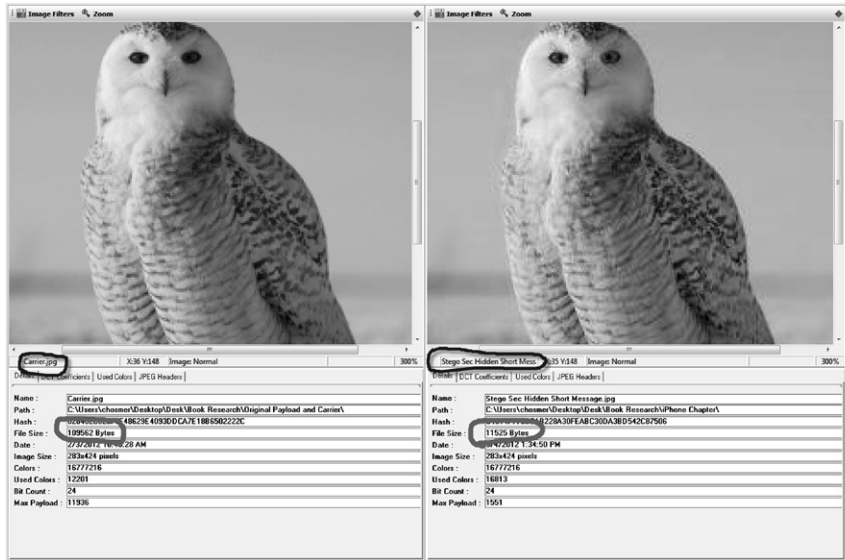 Image Filters Zoom
Carrier.jpg X:36 Y:148 Image: Normal 300%
Details DCT Coefficients Used Colors JPEG Headers
Name : Carrier.jpg
Path : C:\Users\chosmer\Desktop\Desk\Book Research\Original Payload and Carrier\
Hash :
File Size : 109562 Bytes
Date : AM
Image Size : 283x424 pixels
Colors : 16777216
Used Colors : 12201
Bit Count : 24
Max Payload : 11936
Image Filters Zoom
Stego Sec Hidden Short Mess Y:148 Image: Normal 300%
Details DCT Coefficients Used Colors JPEG Headers
Name : Stego Sec Hidden Short Message.jpg
Path : C:\Users\chosmer\Desktop\Desk\Book Research\iPhone Chapter\
Hash :
File Size : 11525 Bytes
Date : 1:34:50 PM
Image Size : 283x424 pixels
Colors : 16777216
Used Colors : 16813
Bit Count : 24
Max Payload : 1551